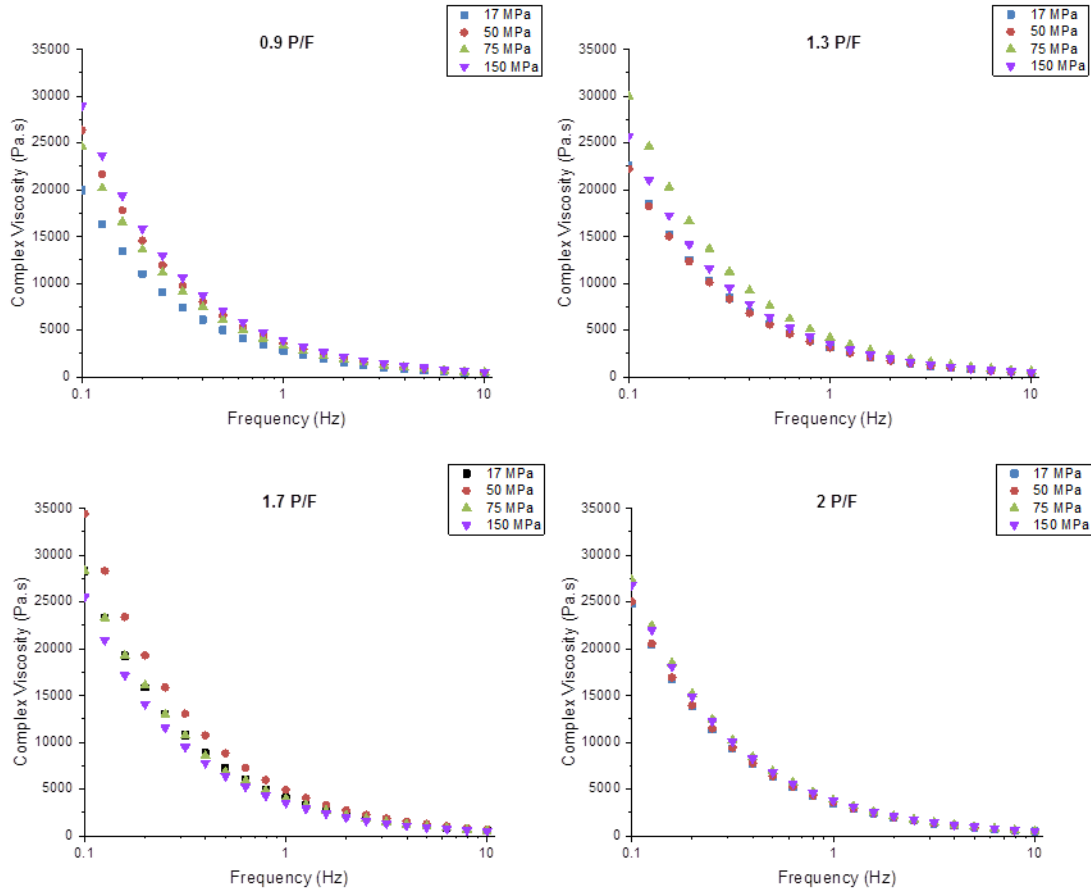 0.9 P/F
17 MPa
50 MPa
75 MPa
150 MPa
Complex Viscosity (Pa.s)
35000
30000
25000
20000
15000
10000
5000
0
0.1
1
10
Frequency (Hz)
1.3 P/F
17 MPa
50 MPa
75 MPa
150 MPa
Complex Viscosity (Pa.s)
35000
30000
25000
20000
15000
10000
5000
0
0.1
1
10
Frequency (Hz)
1.7 P/F
17 MPa
50 MPa
75 MPa
150 MPa
Complex Viscosity (Pa.s)
35000
30000
25000
20000
15000
10000
5000
0
0.1
1
10
Frequency (Hz)
2 P/F
17 MPa
50 MPa
75 MPa
150 MPa
Complex Viscosity (Pa.s)
35000
30000
25000
20000
15000
10000
5000
0
0.1
1
10
Frequency (Hz)